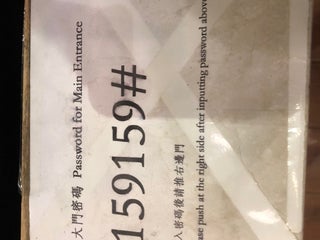 大門密碼 Password for Main Entrance
159159#
入密碼後請推右邊門
ase push at the right side after inputting password above